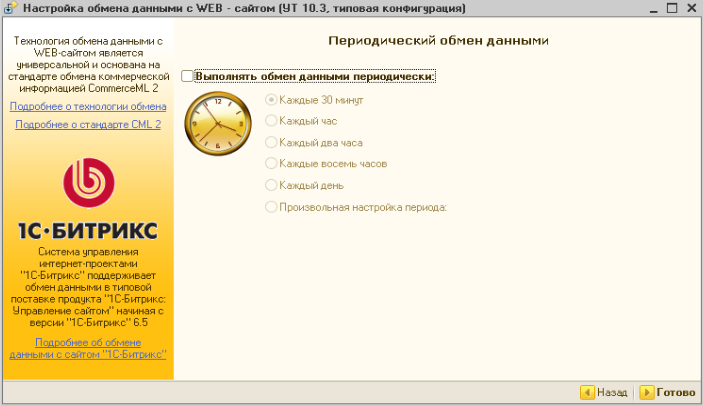 Настройка обмена данными с WEB - сайтом (УТ 10.3, типовая конфигурация)
Технология обмена данными с
WEB-сайтом является
универсальной и основана на
стандарте обмена коммерческой
информацией CommerceML 2
Подробнее о технологии обмена
Подробнее о стандарте CML 2
1С·БИТРИКС
Система управления
интернет-проектами
"1С-Битрикс" поддерживает
обмен данными в типовой
поставке продукта "1С-Битрикс:
Управление сайтом" начиная с
версии "1С-Битрикс" 6.5
Подробнее об обмене
данными с сайтом "1С-Битрикс"
Периодический обмен данными
Выполнять обмен данными периодически:
12
3
6
9
Каждые 30 минут
Каждый час
Каждый два часа
Каждые восемь часов
Каждый день
Произвольная настройка периода:
Назад
Готово